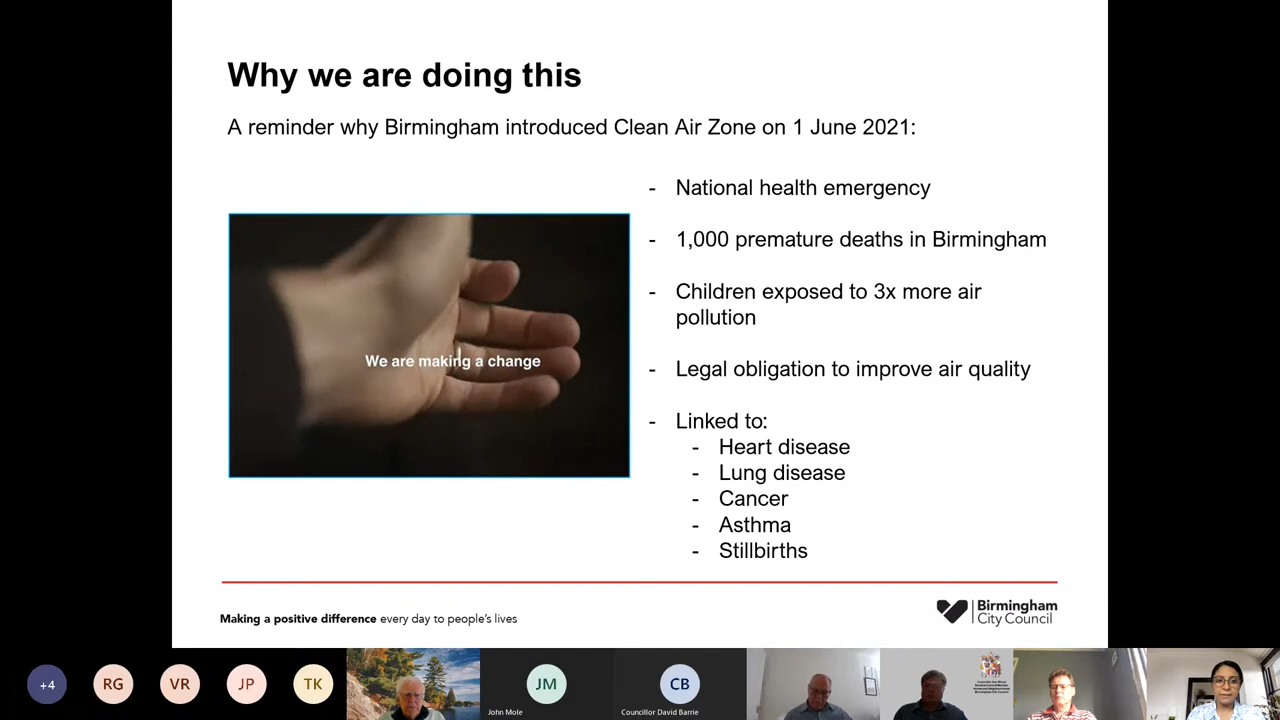 Why we are doing this
A reminder why Birmingham introduced Clean Air Zone on 1 June 2021:
- National health emergency
- 1,000 premature deaths in Birmingham
- Children exposed to 3x more air
pollution
- Legal obligation to improve air quality
- Linked to:
- Heart disease
- Lung disease
- Cancer
- Asthma
- Stillbirths
We are making a change
Making a positive difference every day to people's lives
Birmingham
City Council
+4
RG
VR
JP
TK
JM
John Mole
CB
Councillor David Barrie